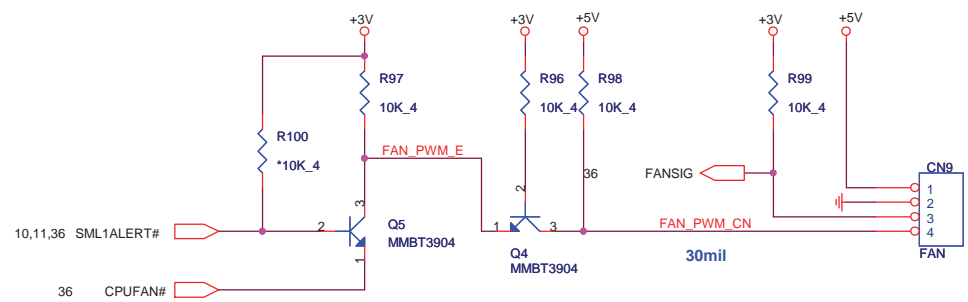 +3V
+3V
+5V
+3V
+5V
R97
10K_4
R96
10K_4
R98
10K_4
R99
10K_4
R100
*10K_4
FAN_PWM_E
2
36
FANSIG
CN9
1
2
3
4
FAN
3
Q5
MMBT3904
2
1
10,11,36 SML1ALERT#
1
3
Q4
MMBT3904
FAN_PWM_CN
30mil
36 CPUFAN#